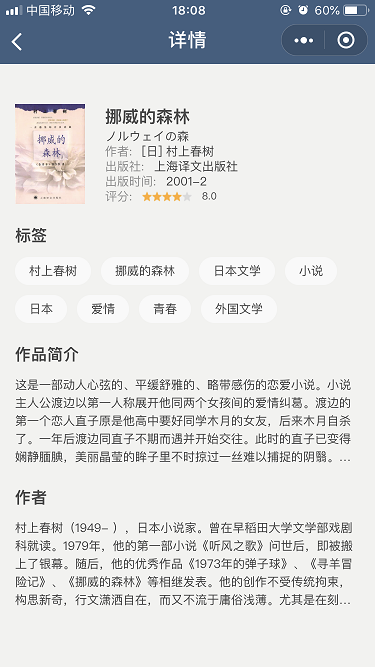 中国移动
18:08
60%
详情
村上春树
挪威的
森林
挪威的森林
ノルウェイの森
作者: [日] 村上春树
出版社: 上海译文出版社
出版时间: 2001-2
评分: 8.0
标签
村上春树
挪威的森林
日本文学
小说
日本
爱情
青春
外国文学
作品简介
这是一部动人心弦的、平缓舒雅的、略带感伤的恋爱小说。小说
主人公渡边以第一人称展开他同两个女孩间的爱情纠葛。渡边的
第一个恋人直子原是他高中要好同学木月的女友，后来木月自杀
了。一年后渡边同直子不期而遇并开始交往。此时的直子已变得
娴静腼腆，美丽晶莹的眸子里不时掠过一丝难以捕捉的阴翳。...
作者
村上春树（1949- ），日本小说家。曾在早稻田大学文学部戏剧
科就读。1979年，他的第一部小说《听风之歌》问世后，即被搬
上了银幕。随后，他的优秀作品《1973年的弹子球》、《寻羊冒
险记》、《挪威的森林》等相继发表。他的创作不受传统拘束，
构思新奇，行文潇洒自在，而又不流于庸俗浅薄。尤其是在刻...